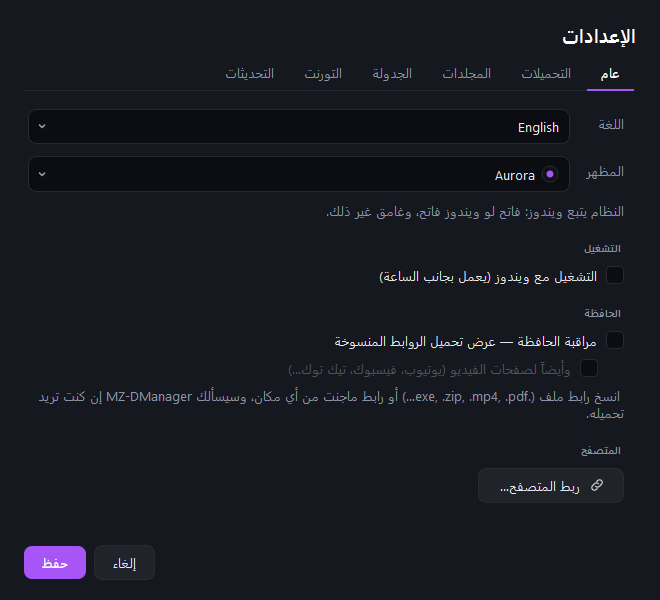 الإعدادات
عام التحميلات المجلدات الجدولة التورنت التحديثات
اللغة English
المظهر Aurora
النظام يتبع ويندوز: فاتح لو ويندوز فاتح، وغامق غير ذلك.
التشغيل
التشغيل مع ويندوز (يعمل بجانب الساعة)
الحافظة
مراقبة الحافظة — عرض تحميل الروابط المنسوخة
وأيضاً لصفحات الفيديو (يوتيوب، فيسبوك، تيك توك...)
انسخ رابط ملف (.exe, .zip, .mp4, .pdf...) أو رابط ماجنت من أي مكان، وسيسألك MZ-DManager إن كنت تريد
تحميله.
المتصفح
ربط المتصفح...
إلغاء حفظ